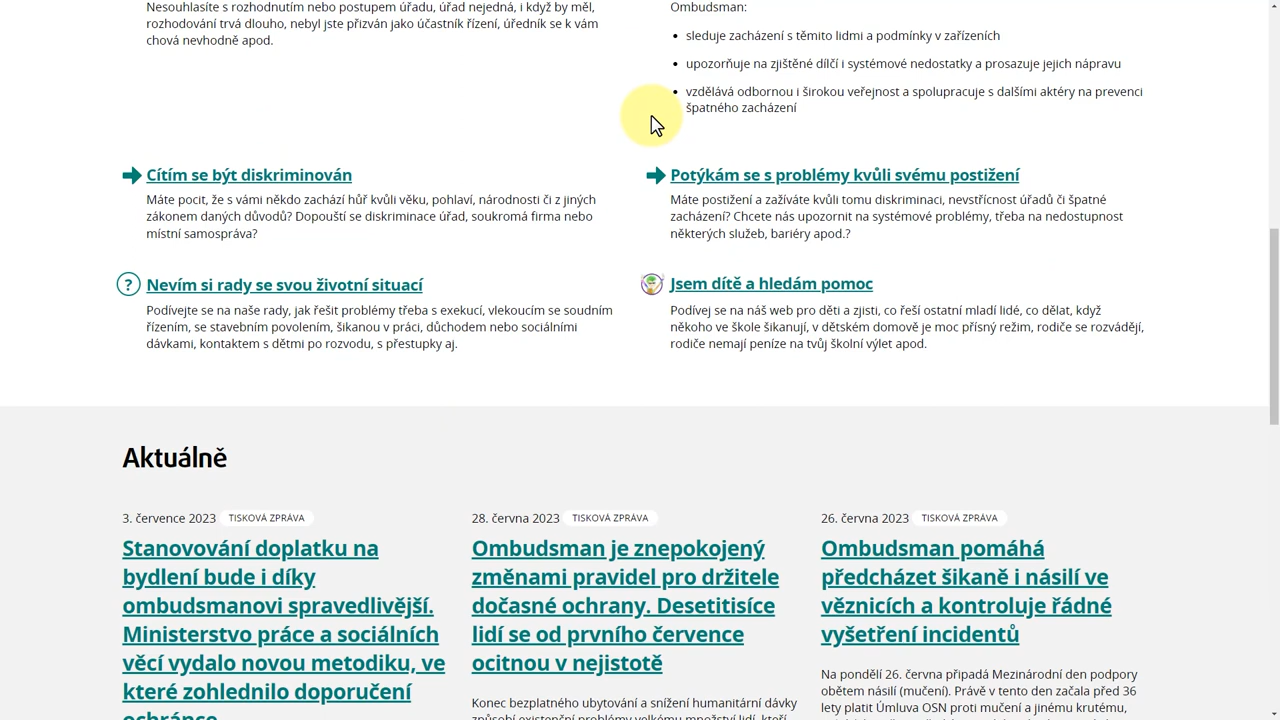 Nesouhlasíte s rozhodnutím nebo postupem úřadu, úřad nejedná, i když by měl,
rozhodování trvá dlouho, nebyl jste přizván jako účastník řízení, úředník se k vám
chová nevhodně apod.
Ombudsman:
• sleduje zacházení s těmito lidmi a podmínky v zařízeních
• upozorňuje na zjištěné dílčí i systémové nedostatky a prosazuje jejich nápravu
• vzdělává odbornou i širokou veřejnost a spolupracuje s dalšími aktéry na prevenci
špatného zacházení
Cítím se být diskriminován
Máte pocit, že s vámi někdo zachází hůř kvůli věku, pohlaví, národnosti či z jiných
zákonem daných důvodů? Dopouští se diskriminace úřad, soukromá firma nebo
místní samospráva?
Potýkám se s problémy kvůli svému postižení
Máte postižení a zažíváte kvůli tomu diskriminaci, nevstřícnost úřadů či špatné
zacházení? Chcete nás upozornit na systémové problémy, třeba na nedostupnost
některých služeb, bariéry apod.?
? Nevím si rady se svou životní situací
Podívejte se na naše rady, jak řešit problémy třeba s exekucí, vlekoucím se soudním
řízením, se stavebním povolením, šikanou v práci, důchodem nebo sociálními
dávkami, kontaktem s dětmi po rozvodu, s přestupky aj.
Jsem dítě a hledám pomoc
Podívej se na náš web pro děti a zjisti, co řeší ostatní mladí lidé, co dělat, když
někoho ve škole šikanují, v dětském domově je moc přísný režim, rodiče se rozvádějí,
rodiče nemají peníze na tvůj školní výlet apod.
Aktuálně
3. července 2023 TISKOVÁ ZPRÁVA
Stanovování doplatku na
bydlení bude i díky
ombudsmanovi spravedlivější.
Ministerstvo práce a sociálních
věcí vydalo novou metodiku, ve
které zohlednilo doporučení
ochránce
28. června 2023 TISKOVÁ ZPRÁVA
Ombudsman je znepokojený
změnami pravidel pro držitele
dočasné ochrany. Desetitisíce
lidí se od prvního července
ocitnou v nejistotě
Konec bezplatného ubytování a snížení humanitární dávky
způsobí existenční problémy velkému množství lidí, kteří
26. června 2023 TISKOVÁ ZPRÁVA
Ombudsman pomáhá
předcházet šikaně i násilí ve
věznicích a kontroluje řádné
vyšetření incidentů
Na pondělí 26. června připadá Mezinárodní den podpory
obětem násilí (mučení). Právě v tento den začala před 36
lety platit Úmluva OSN proti mučení a jinému krutému,